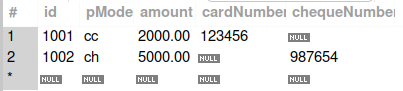 # id pMode amount cardNumber chequeNumber
1 1001 cc 2000.00 123456 NULL
2 1002 ch 5000.00 NULL 987654
* NULL NULL NULL NULL NULL